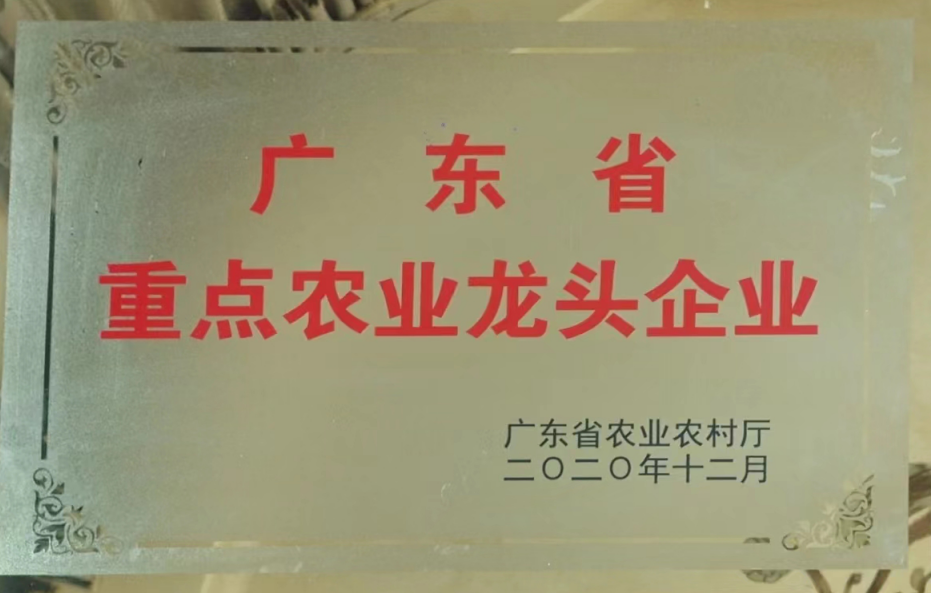 广东省
重点农业龙头企业
广东省农业农村厅
二〇二〇年十二月